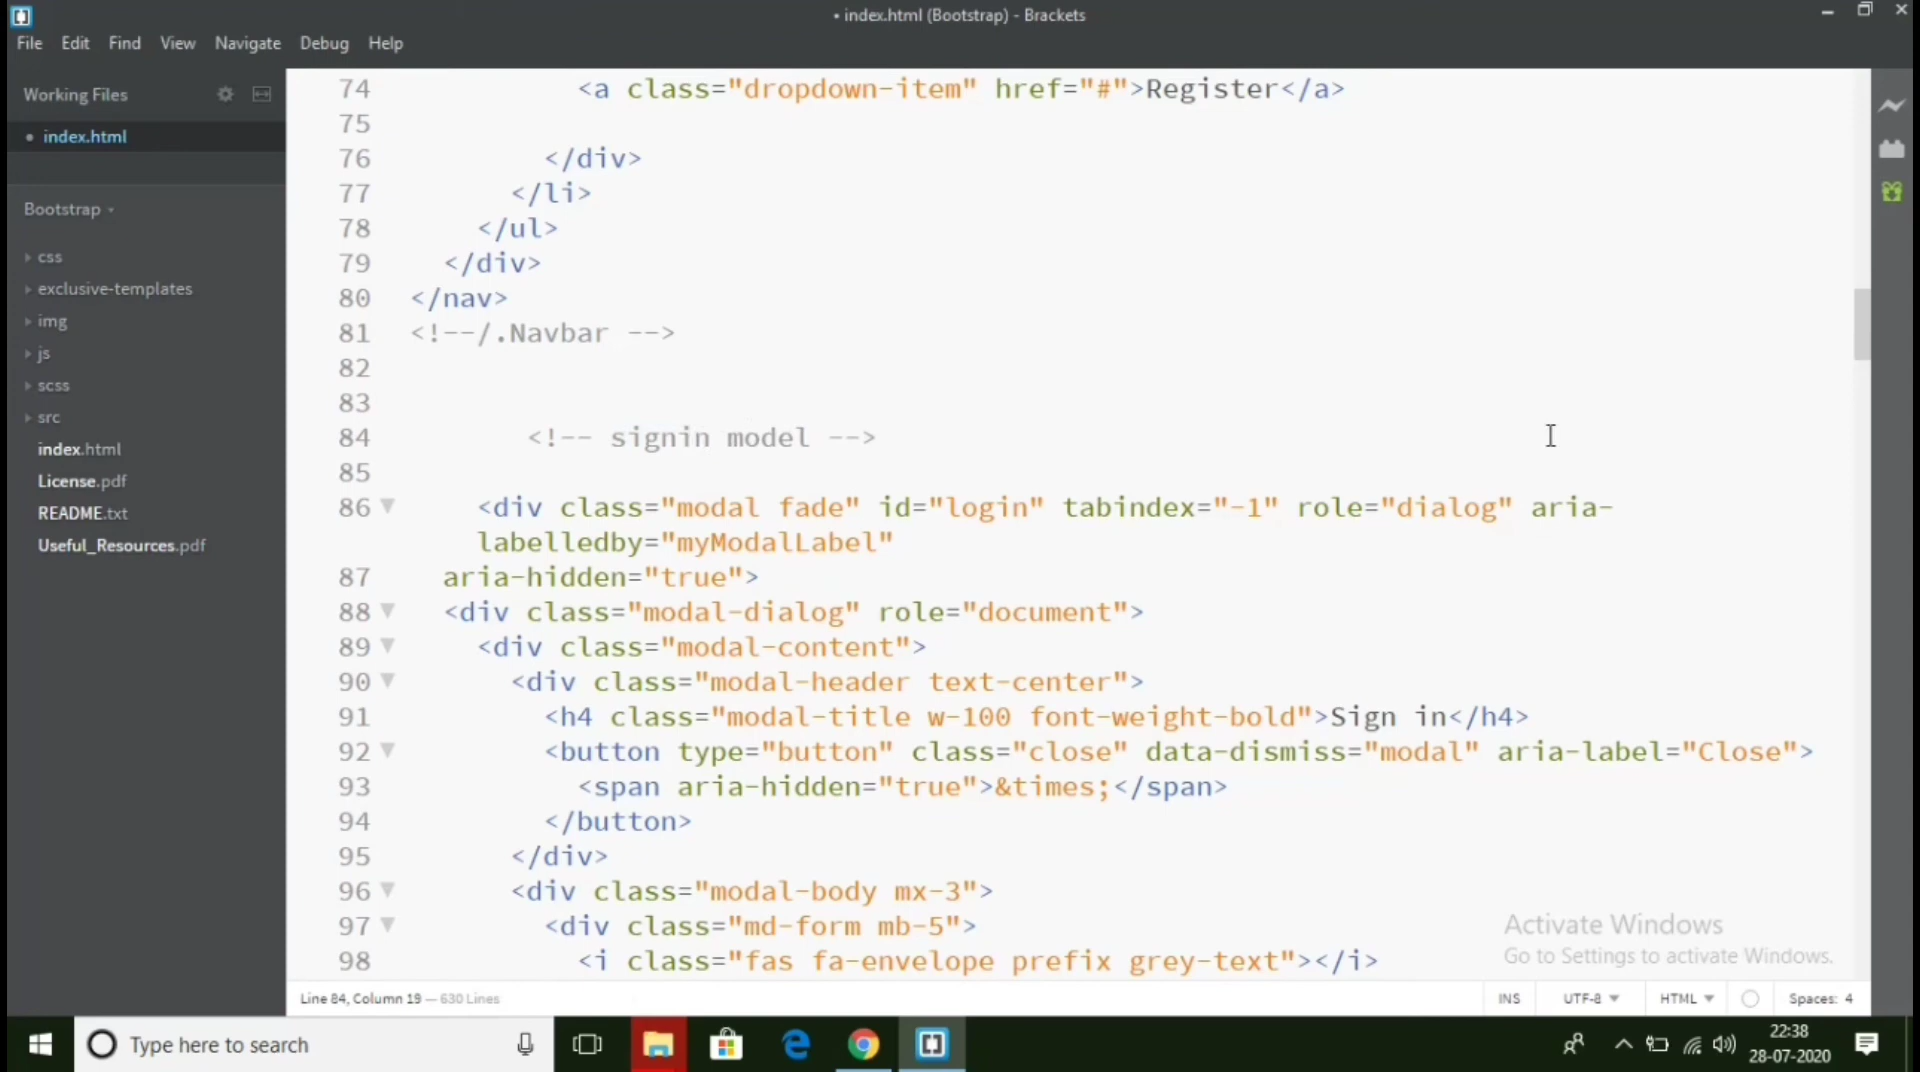 • index.html (Bootstrap) - Brackets
File Edit Find View Navigate Debug Help
Working Files
• index.html
Bootstrap
css
exclusive-templates
img
js
scss
src
index.html
License.pdf
README.txt
Useful_Resources.pdf
74 <a class="dropdown-item" href="#">Register</a>
75
76 </div>
77 </li>
78 </ul>
79 </div>
80 </nav>
81 <!--/.Navbar -->
82
83
84 <!-- signin model -->
85
86 <div class="modal fade" id="login" tabindex="-1" role="dialog" aria-
labelledby="myModalLabel"
87 aria-hidden="true">
88 <div class="modal-dialog" role="document">
89 <div class="modal-content">
90 <div class="modal-header text-center">
91 <h4 class="modal-title w-100 font-weight-bold">Sign in</h4>
92 <button type="button" class="close" data-dismiss="modal" aria-label="Close">
93 <span aria-hidden="true">&times;</span>
94 </button>
95 </div>
96 <div class="modal-body mx-3">
97 <div class="md-form mb-5">
98 <i class="fas fa-envelope prefix grey-text"></i>
Activate Windows
Go to Settings to activate Windows.
Line 84, Column 19 — 630 Lines INS UTF-8 HTML Spaces: 4
Type here to search
22:38
28-07-2020